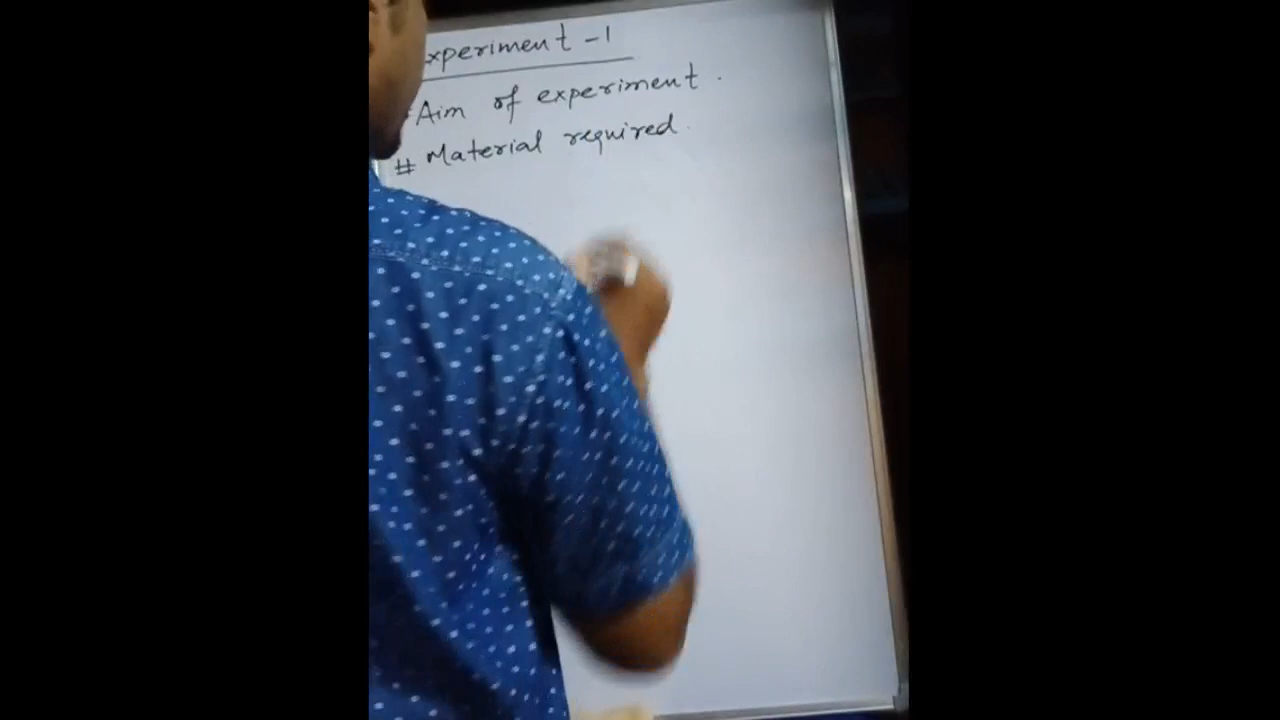 xperiment -1
Aim of experiment.
# Material required.